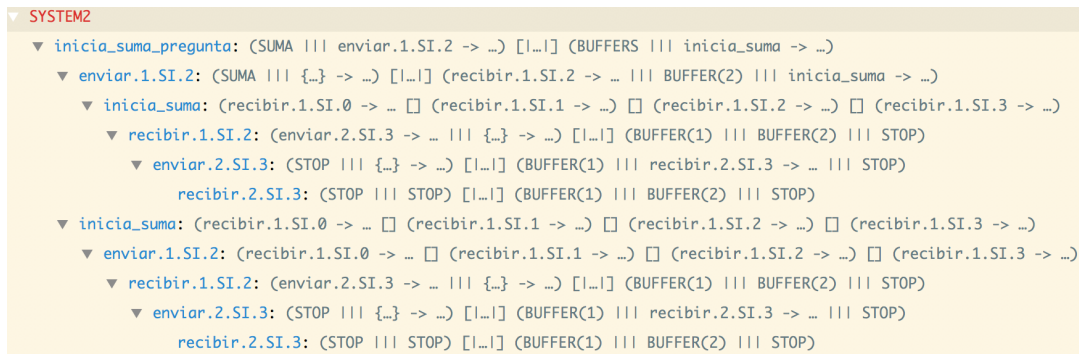 SYSTEM2
inicia_suma_pregunta: (SUMA ||| enviar.1.SI.2 -> …) [|…|] (BUFFERS ||| inicia_suma -> …)
enviar.1.SI.2: (SUMA ||| {…} -> …) [|…|] (recibir.1.SI.2 -> … ||| BUFFER(2) ||| inicia_suma -> …)
inicia_suma: (recibir.1.SI.0 -> … [] (recibir.1.SI.1 -> …) [] (recibir.1.SI.2 -> …) [] (recibir.1.SI.3 -> …)
recibir.1.SI.2: (enviar.2.SI.3 -> … ||| {…} -> …) [|…|] (BUFFER(1) ||| BUFFER(2) ||| STOP)
enviar.2.SI.3: (STOP ||| {…} -> …) [|…|] (BUFFER(1) ||| recibir.2.SI.3 -> … ||| STOP)
recibir.2.SI.3: (STOP ||| STOP) [|…|] (BUFFER(1) ||| BUFFER(2) ||| STOP)
inicia_suma: (recibir.1.SI.0 -> … [] (recibir.1.SI.1 -> …) [] (recibir.1.SI.2 -> …) [] (recibir.1.SI.3 -> …)
enviar.1.SI.2: (recibir.1.SI.0 -> … [] (recibir.1.SI.1 -> …) [] (recibir.1.SI.2 -> …) [] (recibir.1.SI.3 -> …)
recibir.1.SI.2: (enviar.2.SI.3 -> … ||| {…} -> …) [|…|] (BUFFER(1) ||| BUFFER(2) ||| STOP)
enviar.2.SI.3: (STOP ||| {…} -> …) [|…|] (BUFFER(1) ||| recibir.2.SI.3 -> … ||| STOP)
recibir.2.SI.3: (STOP ||| STOP) [|…|] (BUFFER(1) ||| BUFFER(2) ||| STOP)